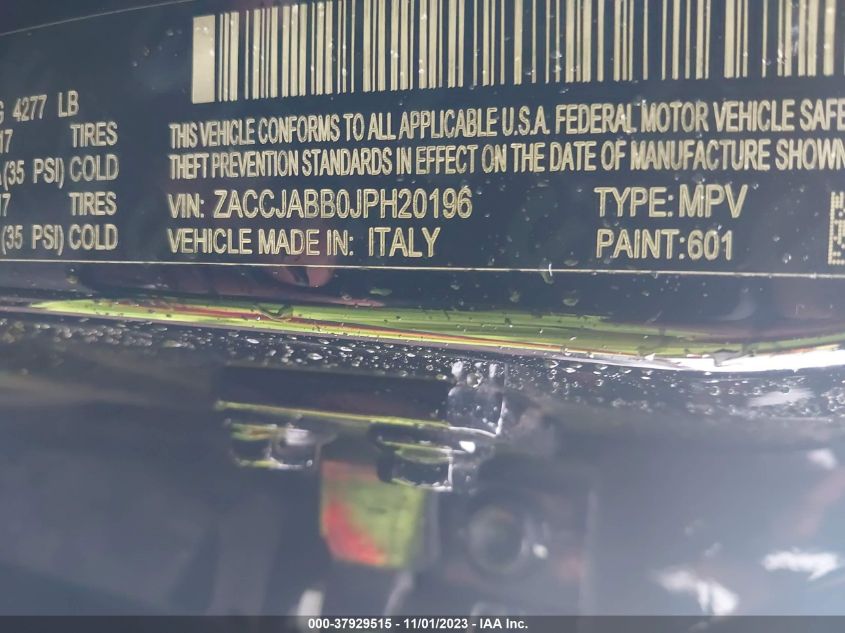 G 4277 LB
17 TIRES
(35 PSI) COLD
17 TIRES
(35 PSI) COLD
THIS VEHICLE CONFORMS TO ALL APPLICABLE U.S.A. FEDERAL MOTOR VEHICLE SAFE
THEFT PREVENTION STANDARDS IN EFFECT ON THE DATE OF MANUFACTURE SHOWN
VIN: ZACCJABB0JPH20196 TYPE: MPV
VEHICLE MADE IN: ITALY PAINT:601
000-37929515 - 11/01/2023 - IAA Inc.